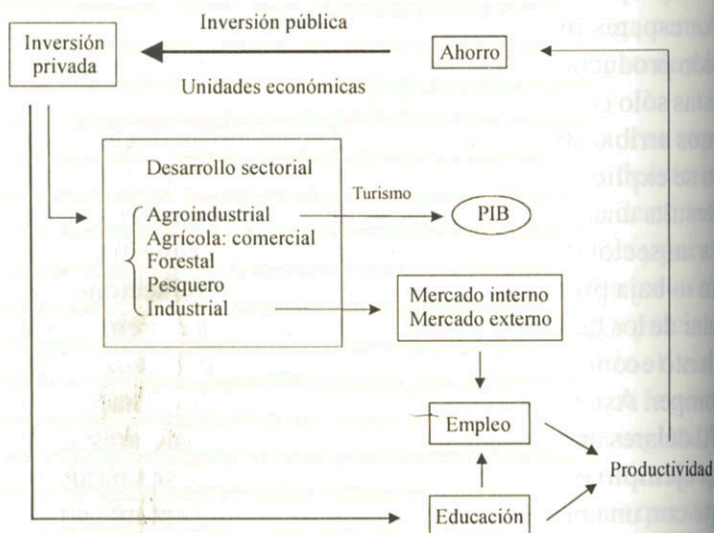 Inversión pública
Inversión
privada
Ahorro
Unidades económicas
Desarrollo sectorial
Turismo
Agroindustrial
PIB
Agrícola: comercial
Forestal
Pesquero
Industrial
Mercado interno
Mercado externo
Empleo
Productividad
Educación